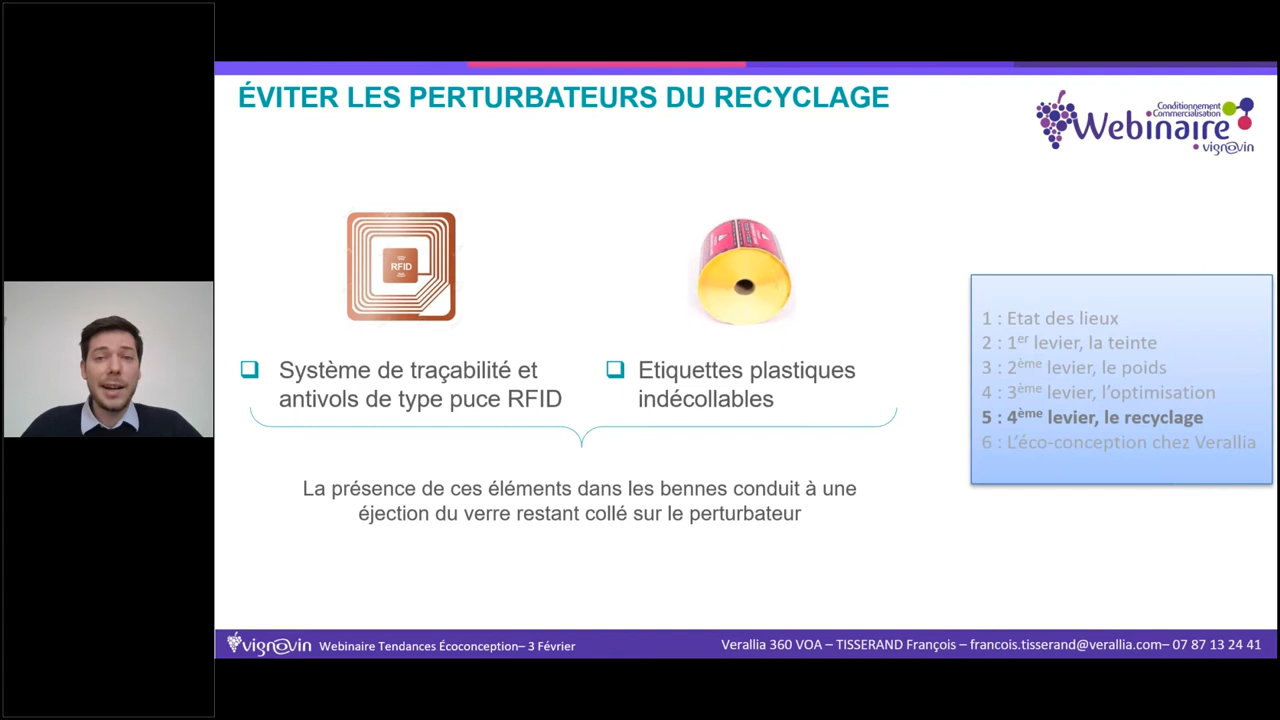 ÉVITER LES PERTURBATEURS DU RECYCLAGE
Conditionnement
Commercialisation
Webinaire
vign@vin
RFID
Système de traçabilité et
antivols de type puce RFID
Etiquettes plastiques
indécollables
La présence de ces éléments dans les bennes conduit à une
éjection du verre restant collé sur le perturbateur
1 : Etat des lieux
2 : 1er levier, la teinte
3 : 2ème levier, le poids
4 : 3ème levier, l'optimisation
5 : 4ème levier, le recyclage
6 : L'éco-conception chez Verallia
vign@vin Webinaire Tendances Écoconception– 3 Février
Verallia 360 VOA – TISSERAND François – francois.tisserand@verallia.com– 07 87 13 24 41